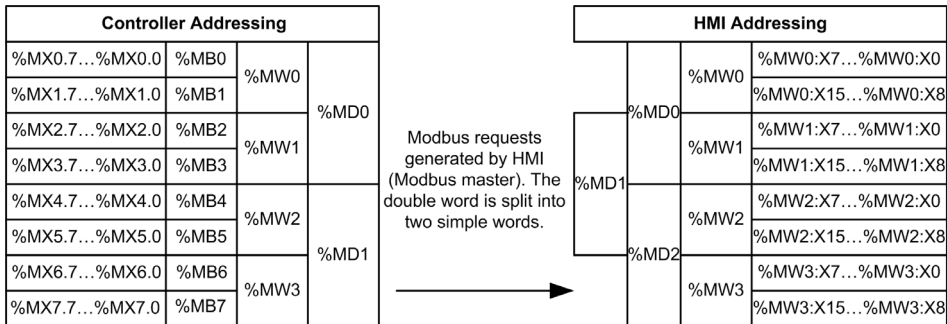 Controller Addressing
%MX0.7...%MX0.0 %MB0 %MW0 %MD0
%MX1.7...%MX1.0 %MB1
%MX2.7...%MX2.0 %MB2 %MW1
%MX3.7...%MX3.0 %MB3
%MX4.7...%MX4.0 %MB4 %MW2 %MD1
%MX5.7...%MX5.0 %MB5
%MX6.7...%MX6.0 %MB6 %MW3
%MX7.7...%MX7.0 %MB7
Modbus requests
generated by HMI
(Modbus master). The
double word is split into
two simple words.
HMI Addressing
%MD0 %MW0 %MW0:X7...%MW0:X0
%MW0:X15...%MW0:X8
%MD1 %MW1 %MW1:X7...%MW1:X0
%MW1:X15...%MW1:X8
%MD2 %MW2 %MW2:X7...%MW2:X0
%MW2:X15...%MW2:X8
%MW3 %MW3:X7...%MW3:X0
%MW3:X15...%MW3:X8